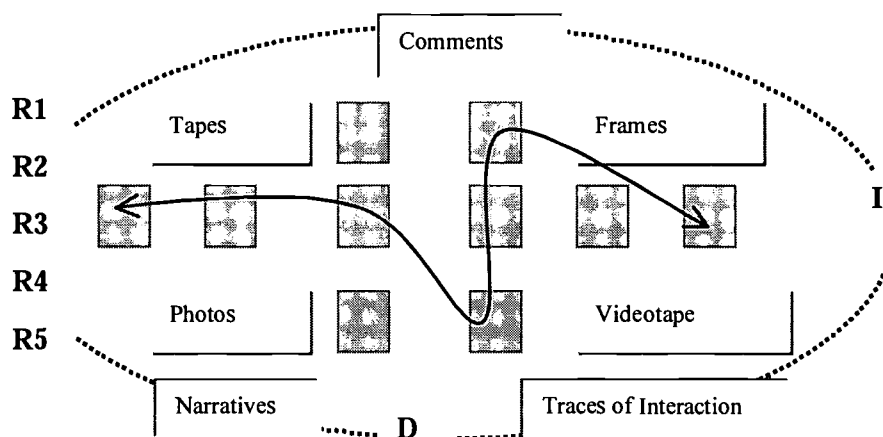 Comments
R1
Tapes
Frames
R2
R3
I
R4
Photos
Videotape
R5
Narratives
Traces of Interaction
D